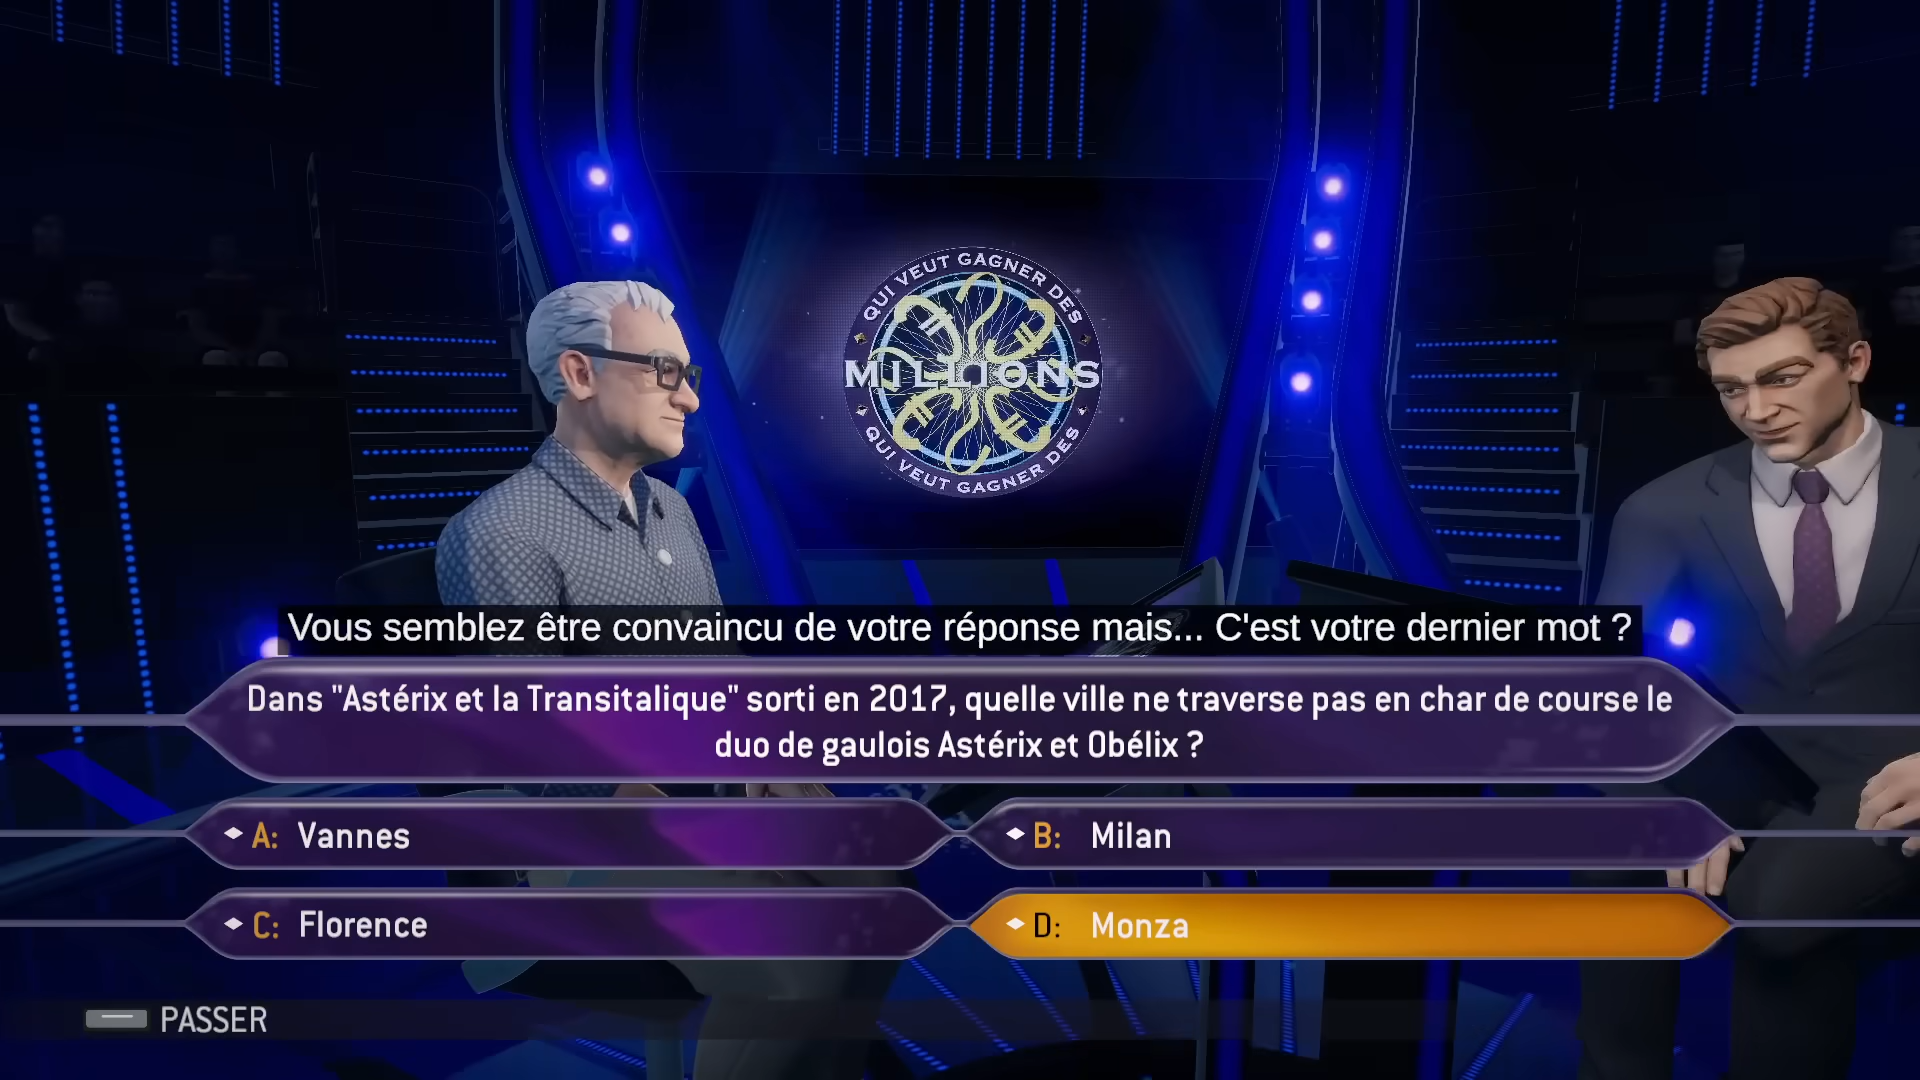 QUI VEUT GAGNER DES
MILLIONS
QUI VEUT GAGNER DES
Vous semblez être convaincu de votre réponse mais... C'est votre dernier mot ?
Dans "Astérix et la Transitalique" sorti en 2017, quelle ville ne traverse pas en char de course le
duo de gaulois Astérix et Obélix ?
A: Vannes
B: Milan
C: Florence
D: Monza
PASSER